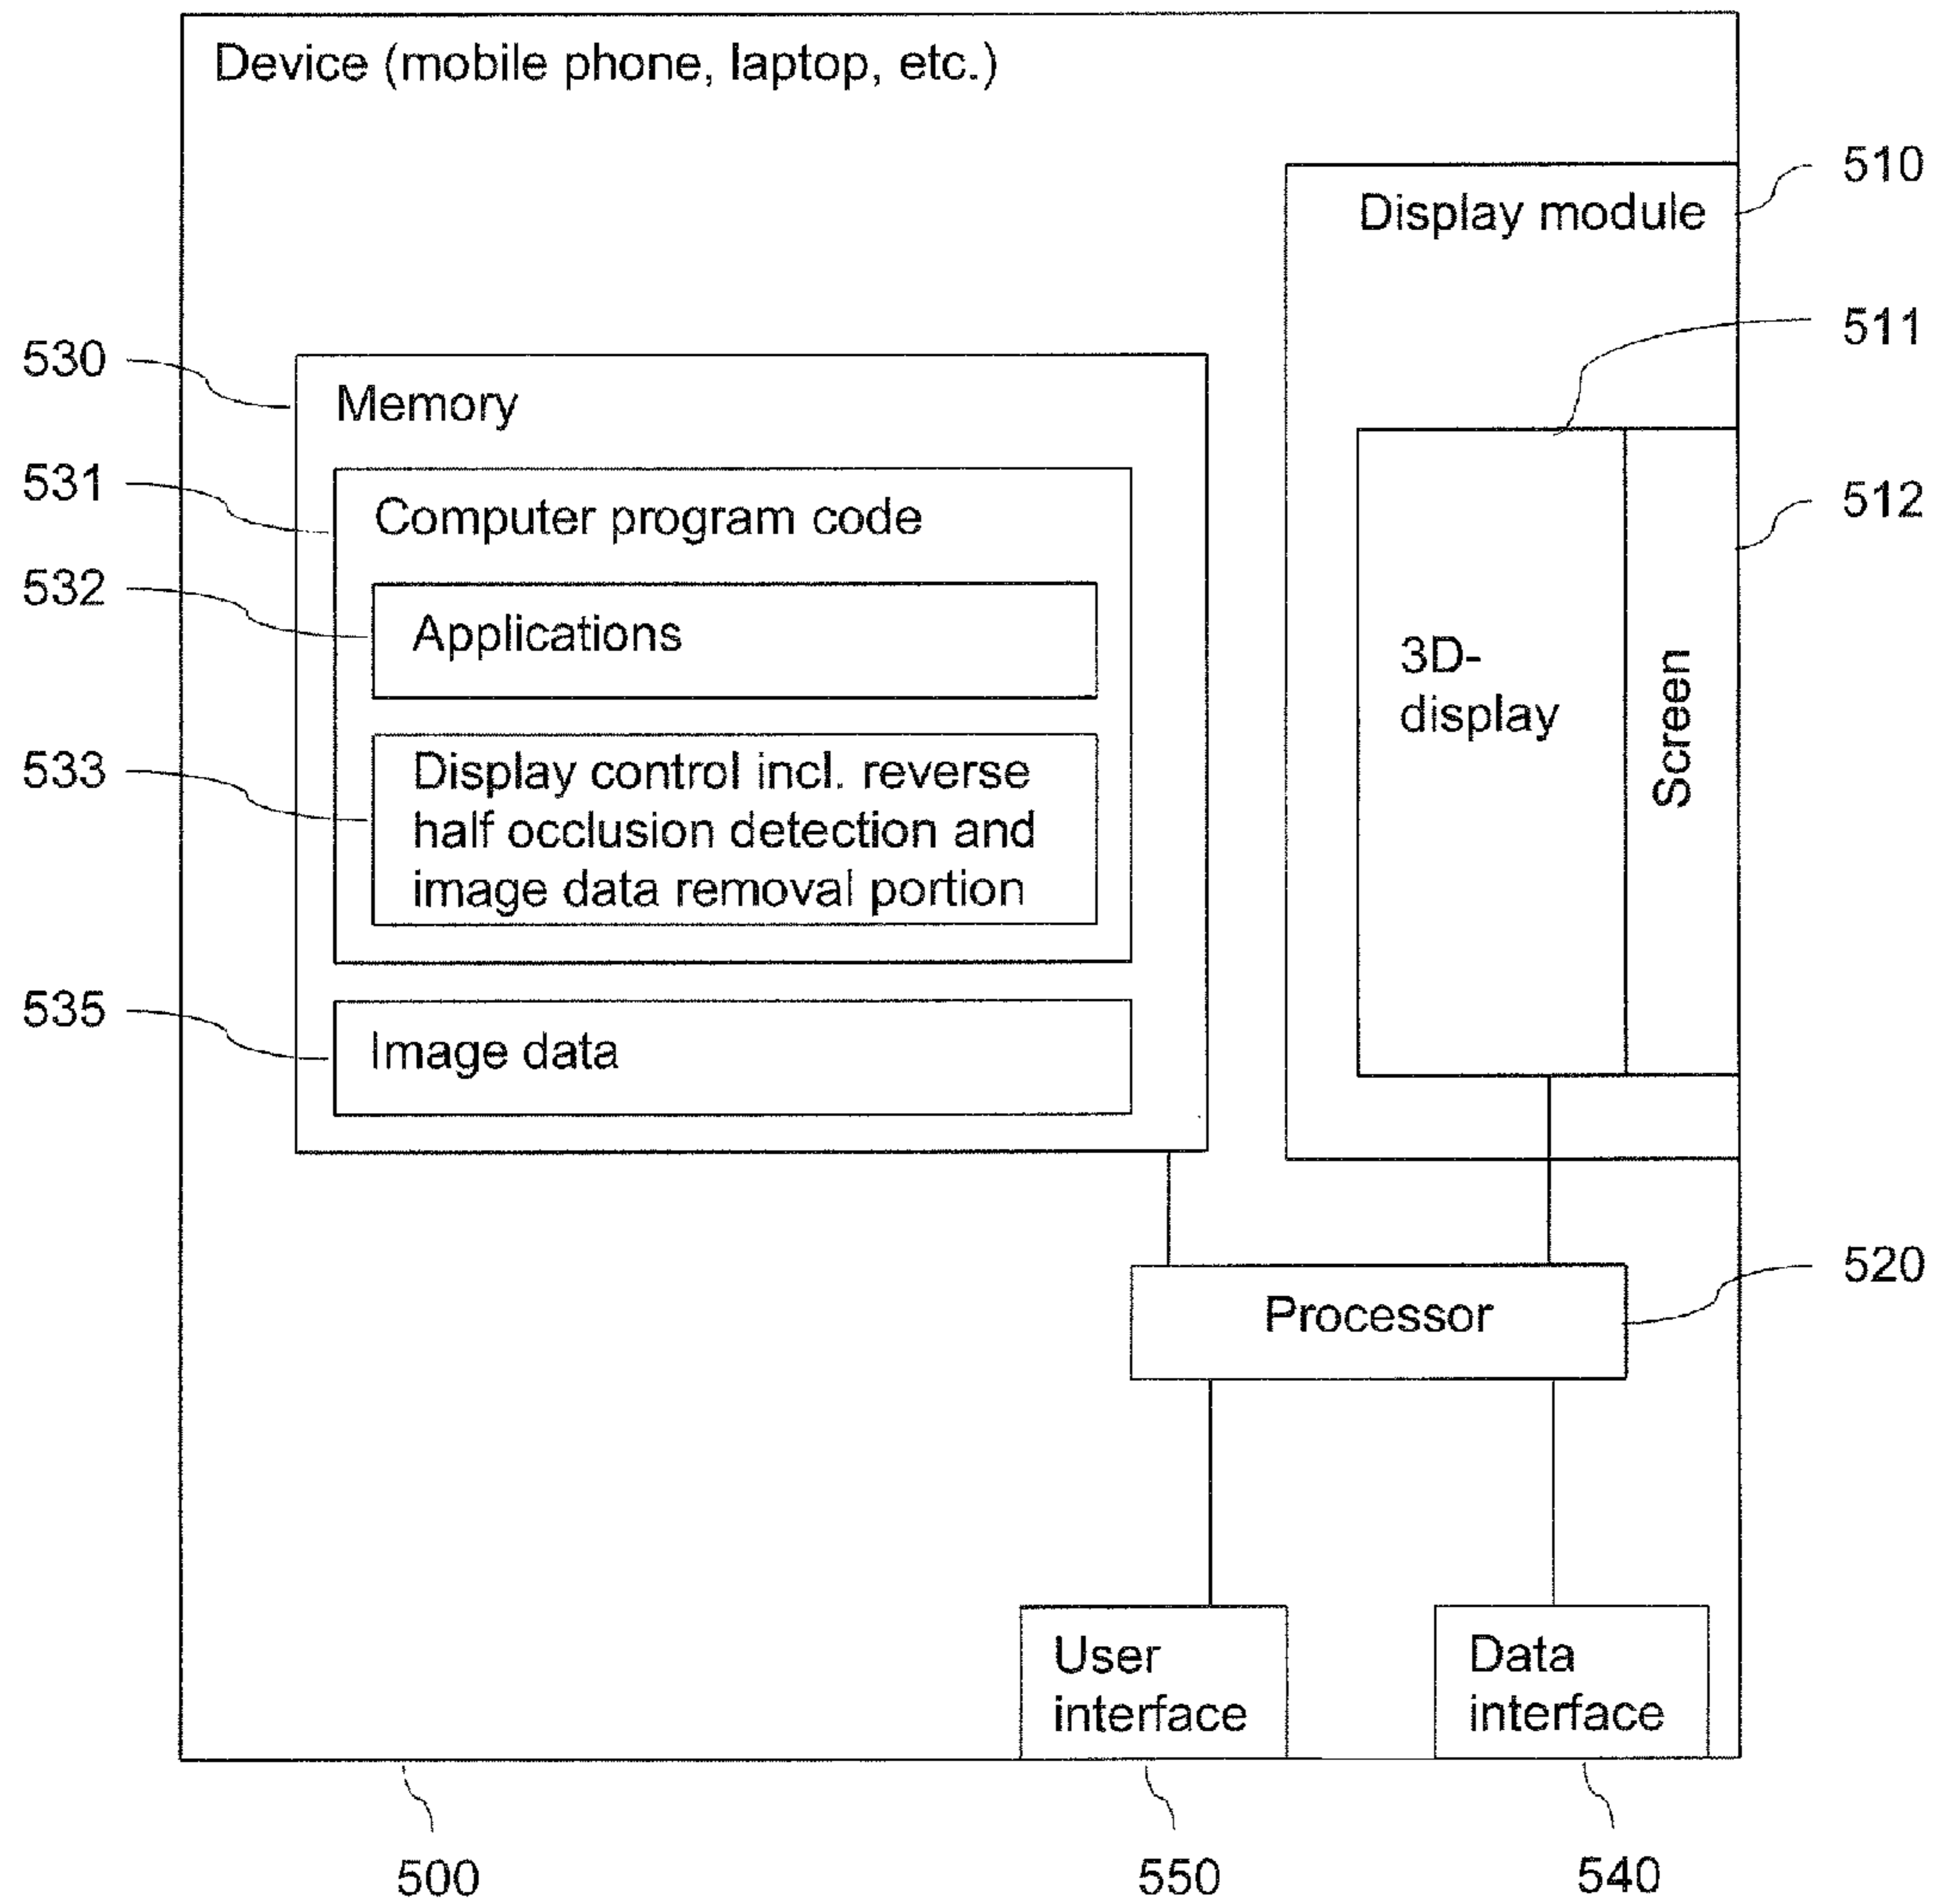 Device (mobile phone, laptop, etc.)
510
Display module
511
530
Memory
512
531
Computer program code
532
Applications
3D-
display
Screen
533
Display control incl. reverse
half occlusion detection and
image data removal portion
535
Image data
520
Processor
User
interface
Data
interface
500
550
540